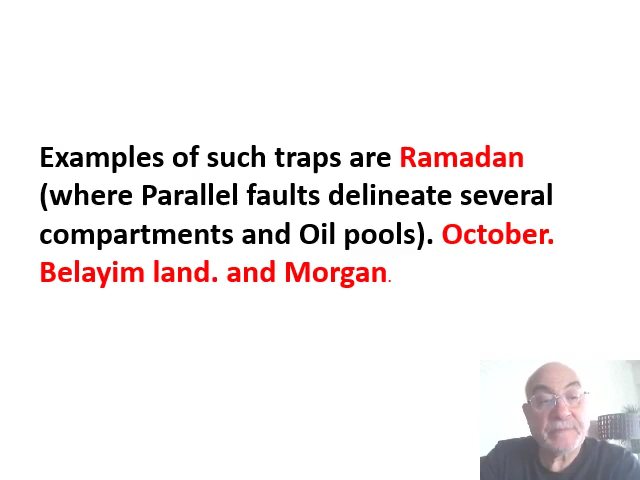 Examples of such traps are Ramadan
(where Parallel faults delineate several
compartments and Oil pools). October.
Belayim land. and Morgan.